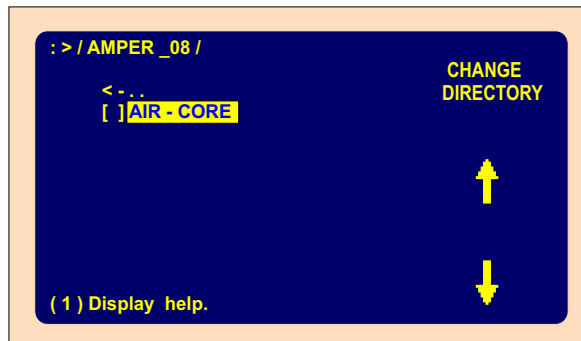 : > / AMPER _08 /
CHANGE
DIRECTORY
< - . .
[ ] AIR - CORE
( 1 ) Display help.